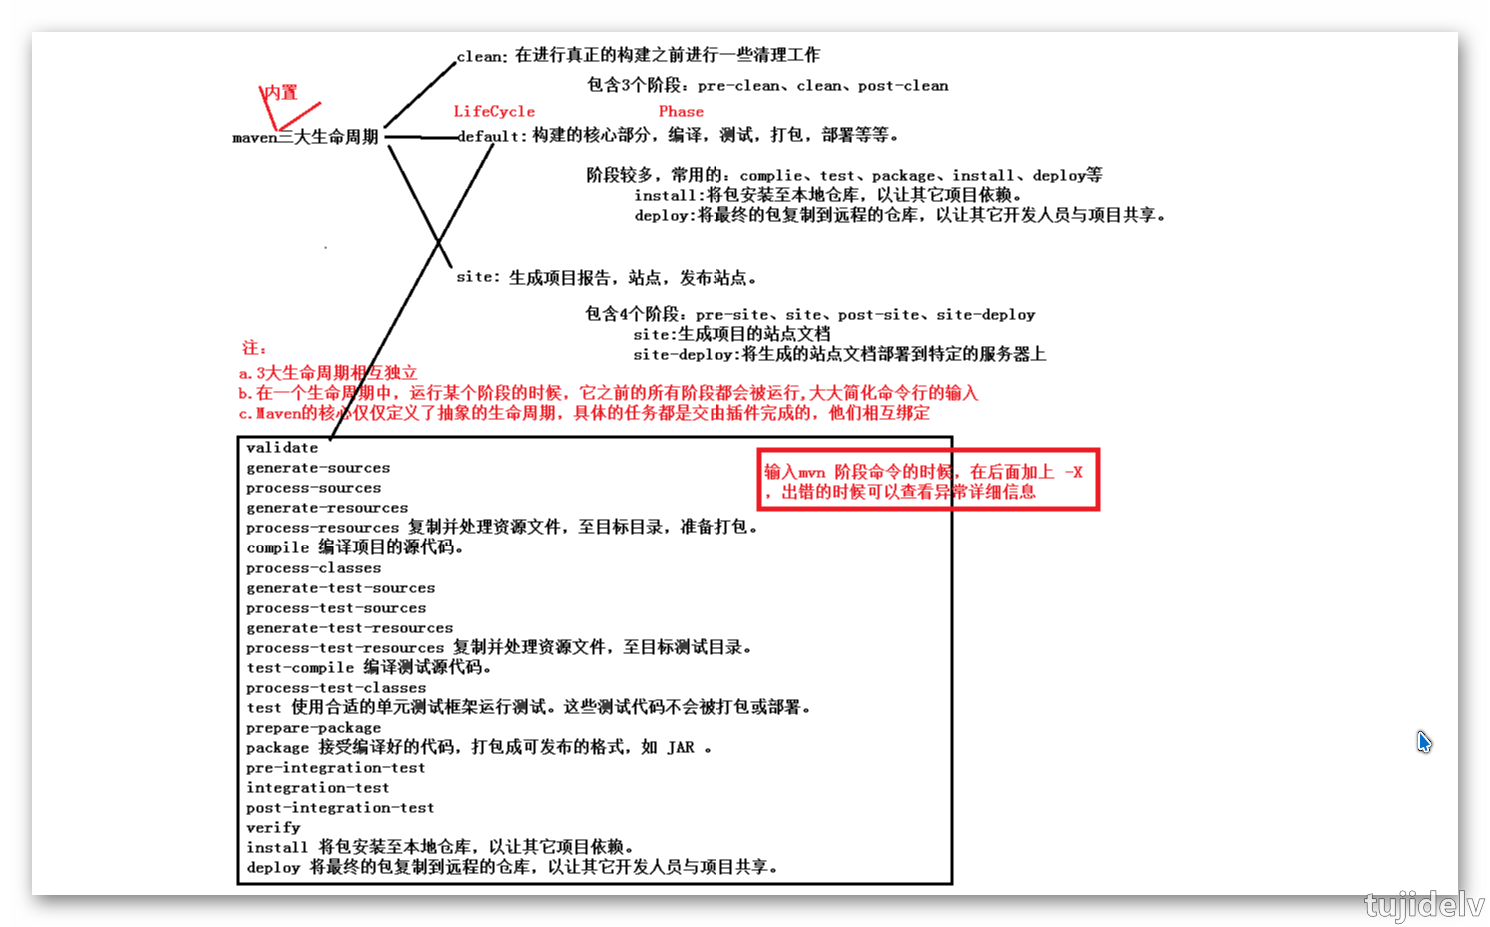 clean: 在进行真正的构建之前进行一些清理工作
内置
包含3个阶段: pre-clean、clean、post-clean
LifeCycle
Phase
maven三大生命周期
default: 构建的核心部分, 编译, 测试, 打包, 部署等等。
阶段较多, 常用的: complie、test、package、install、deploy等
install:将包安装至本地仓库, 以让其它项目依赖。
deploy:将最终的包复制到远程的仓库, 以让其它开发人员与项目共享。
site: 生成项目报告, 站点, 发布站点。
包含4个阶段: pre-site、site、post-site、site-deploy
site:生成项目的站点文档
site-deploy:将生成的站点文档部署到特定的服务器上
注:
a.3大生命周期相互独立
b.在一个生命周期中, 运行某个阶段的时候, 它之前的所有阶段都会被运行,大大简化命令行的输入
c.Maven的核心仅仅定义了抽象的生命周期, 具体的任务都是交由插件完成的, 他们相互绑定
输入mvn 阶段命令的时候, 在后面加上 -X
, 出错的时候可以查看异常详细信息
validate
generate-sources
process-sources
generate-resources
process-resources 复制并处理资源文件, 至目标目录, 准备打包。
compile 编译项目的源代码。
process-classes
generate-test-sources
process-test-sources
generate-test-resources
process-test-resources 复制并处理资源文件, 至目标测试目录。
test-compile 编译测试源代码。
process-test-classes
test 使用合适的单元测试框架运行测试。这些测试代码不会被打包或部署。
prepare-package
package 接受编译好的代码, 打包成可发布的格式, 如 JAR 。
pre-integration-test
integration-test
post-integration-test
verify
install 将包安装至本地仓库, 以让其它项目依赖。
deploy 将最终的包复制到远程的仓库, 以让其它开发人员与项目共享。
tujidelv